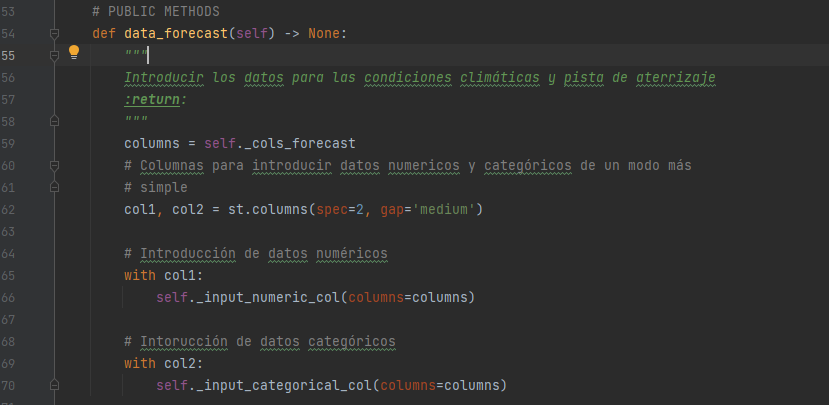 53 # PUBLIC METHODS
54 def data_forecast(self) -> None:
55 """
56 Introducir los datos para las condiciones climáticas y pista de aterrizaje
57 :return:
58 """
59 columns = self._cols_forecast
60 # Columnas para introducir datos numericos y categóricos de un modo más
61 # simple
62 col1, col2 = st.columns(spec=2, gap='medium')
63
64 # Introducción de datos numéricos
65 with col1:
66 self._input_numeric_col(columns=columns)
67
68 # Intorucción de datos categóricos
69 with col2:
70 self._input_categorical_col(columns=columns)